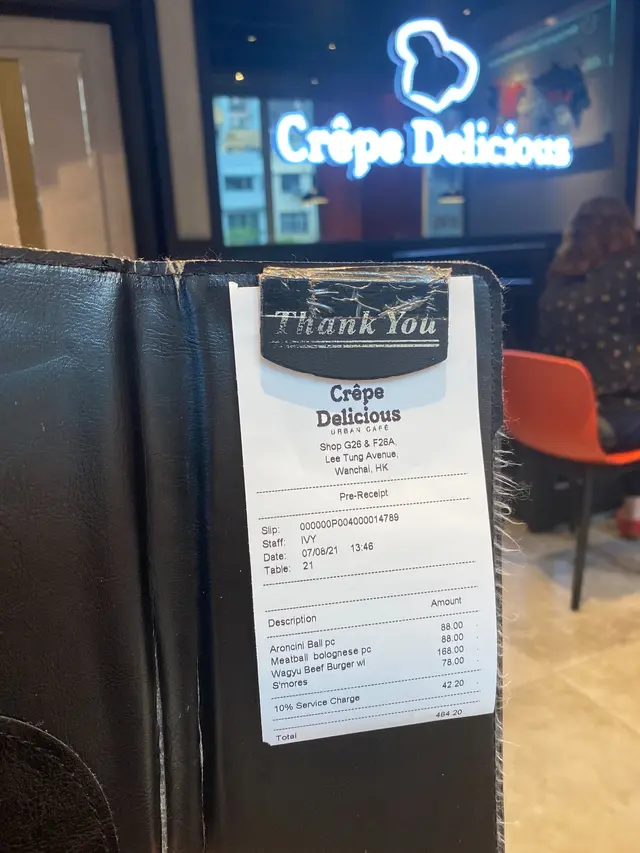 Crêpe Delicious
Thank You
Crêpe
Delicious
URBAN CAFÉ
Shop G26 & F26A,
Lee Tung Avenue,
Wanchai, HK
Pre-Receipt
Slip: 000000P004000014789
Staff: IVY
Date: 07/08/21 13:46
Table: 21
Description Amount
Aroncini Ball pc 88.00
Meatball bolognese pc 88.00
Wagyu Beef Burger wl 168.00
S'mores 78.00
10% Service Charge 42.20
Total 464.20